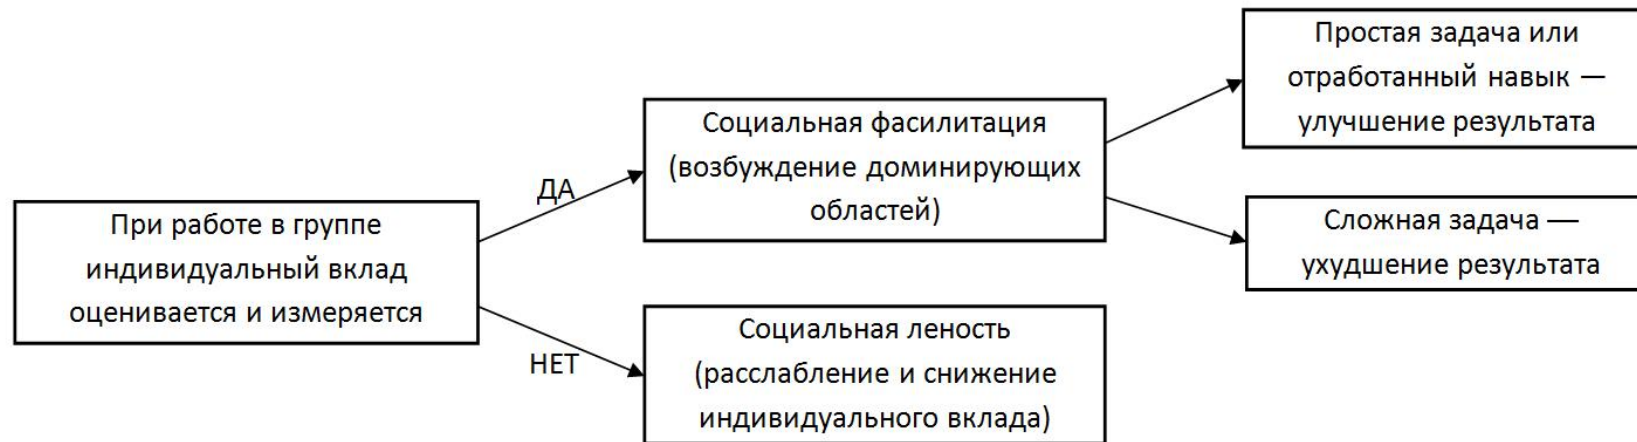 При работе в группе
индивидуальный вклад
оценивается и измеряется
ДА
НЕТ
Социальная фасилитация
(возбуждение доминирующих
областей)
Социальная леность
(расслабление и снижение
индивидуального вклада)
Простая задача или
отработанный навык —
улучшение результата
Сложная задача —
ухудшение результата